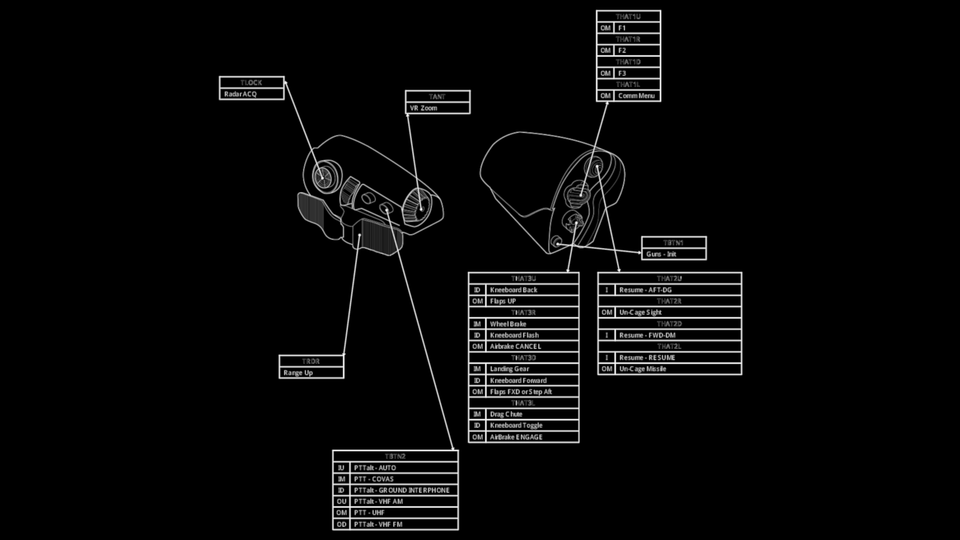 THAT1U
OM F1
THAT1R
OM F2
THAT1D
OM F3
THAT1L
OM Comm Menu
TLOCK
Radar ACQ
TANT
VR Zoom
TBTN1
Guns - Init
THAT3U
ID Kneeboard Back
OM Flaps UP
THAT3R
IM Wheel Brake
ID Kneeboard Flash
OM Airbrake CANCEL
THAT3D
IM Landing Gear
ID Kneeboard Forward
OM Flaps FXD or Step Aft
THAT3L
IM Drag Chute
ID Kneeboard Toggle
OM AirBrake ENGAGE
THAT2U
I Resume - AFT-DG
THAT2R
OM Un-Cage Sight
THAT2D
I Resume - FWD-DM
THAT2L
I Resume - RESUME
OM Un-Cage Missile
TRDR
Range Up
TBTN2
IU PTTalt - AUTO
IM PTT - COVAS
ID PTTalt - GROUND INTERPHONE
OU PTTalt - VHF AM
OM PTT - UHF
OD PTTalt - VHF FM